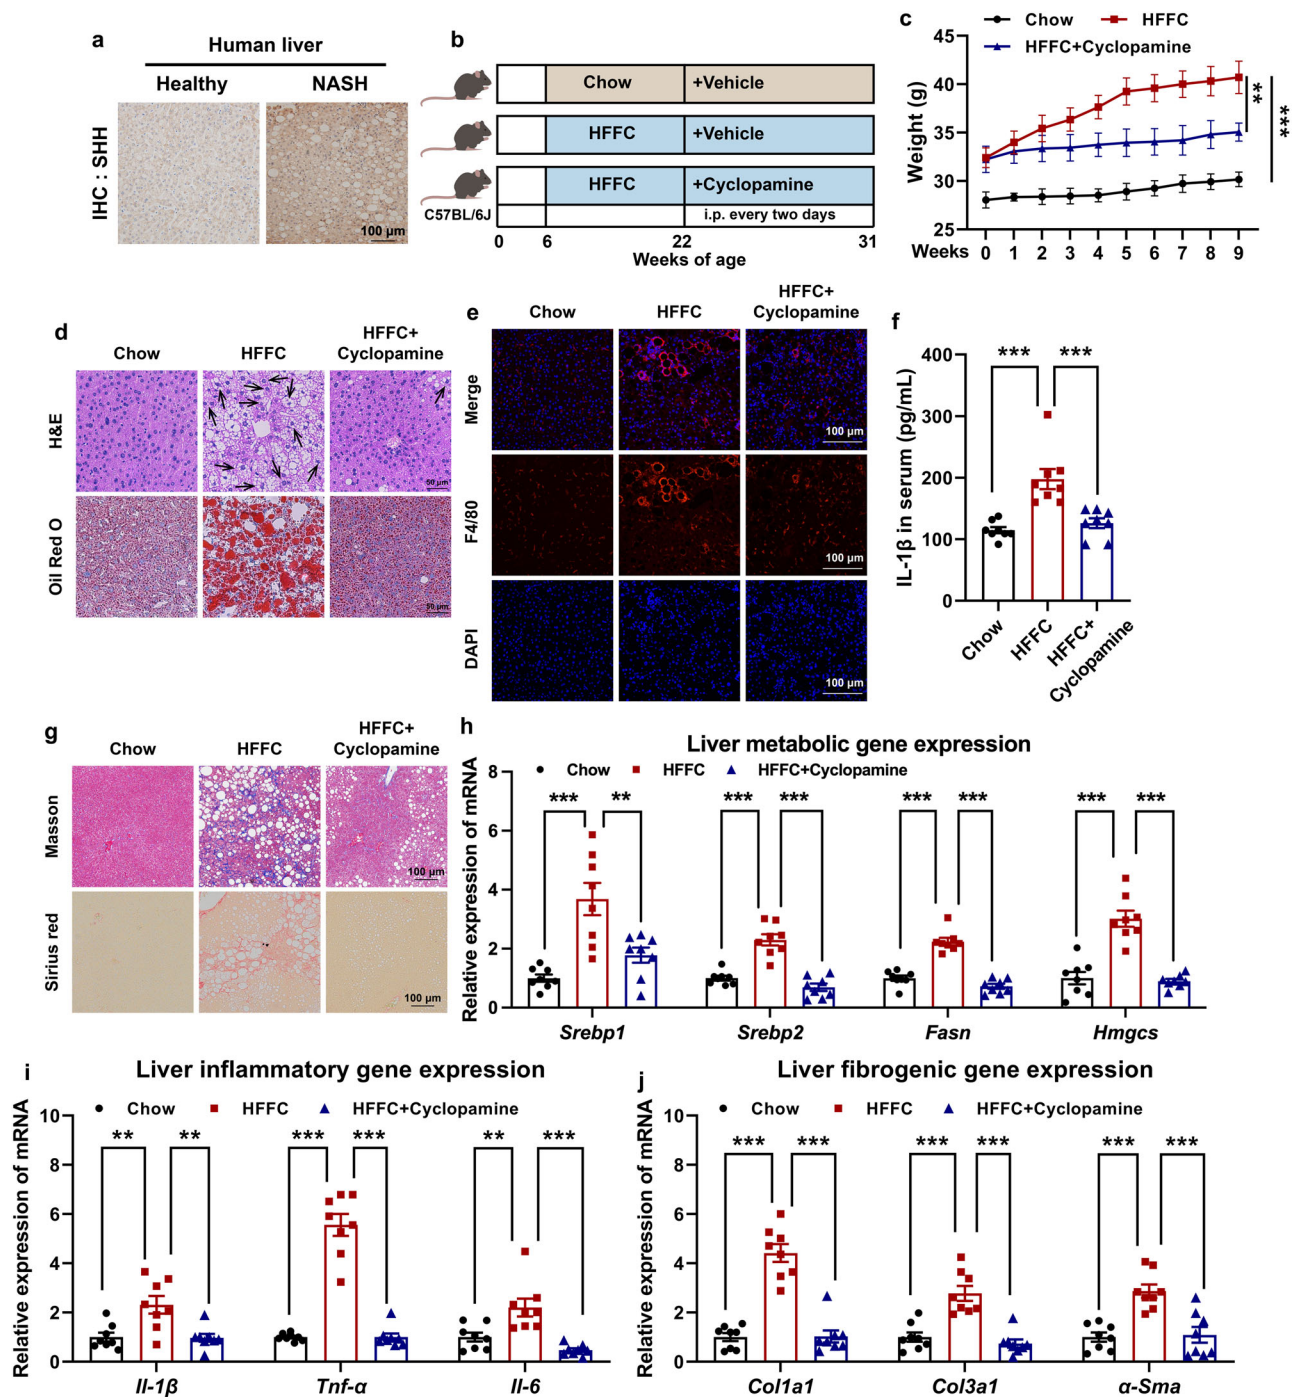 a
Human liver
Healthy NASH
IHC : SHH
100 μm
b
Chow +Vehicle
HFFC +Vehicle
HFFC +Cyclopamine
C57BL/6J
i.p. every two days
0 6 22 31
Weeks of age
c
Chow HFFC
HFFC+Cyclopamine
Weight (g)
45
40
35
30
25
**
***
Weeks 0 1 2 3 4 5 6 7 8 9
d
Chow HFFC HFFC+
Cyclopamine
H&E
50 μm
Oil Red O
50 μm
e
Chow HFFC HFFC+
Cyclopamine
Merge
100 μm
F4/80
100 μm
DAPI
100 μm
f
IL-1β in serum (pg/mL)
400
300
200
100
0
*** ***
Chow
HFFC
HFFC+
Cyclopamine
g
Chow HFFC HFFC+
Cyclopamine
Masson
100 μm
Sirius red
100 μm
h
Liver metabolic gene expression
Chow HFFC HFFC+Cyclopamine
Relative expression of mRNA
8
6
4
2
0
*** ** *** *** *** *** *** ***
Srebp1 Srebp2 Fasn Hmgcs
i
Liver inflammatory gene expression
Chow HFFC HFFC+Cyclopamine
Relative expression of mRNA
10
8
6
4
2
0
** ** *** *** ** ***
Il-1β Tnf-α Il-6
j
Liver fibrogenic gene expression
Chow HFFC HFFC+Cyclopamine
Relative expression of mRNA
10
8
6
4
2
0
*** *** *** *** *** ***
Col1a1 Col3a1 α-Sma